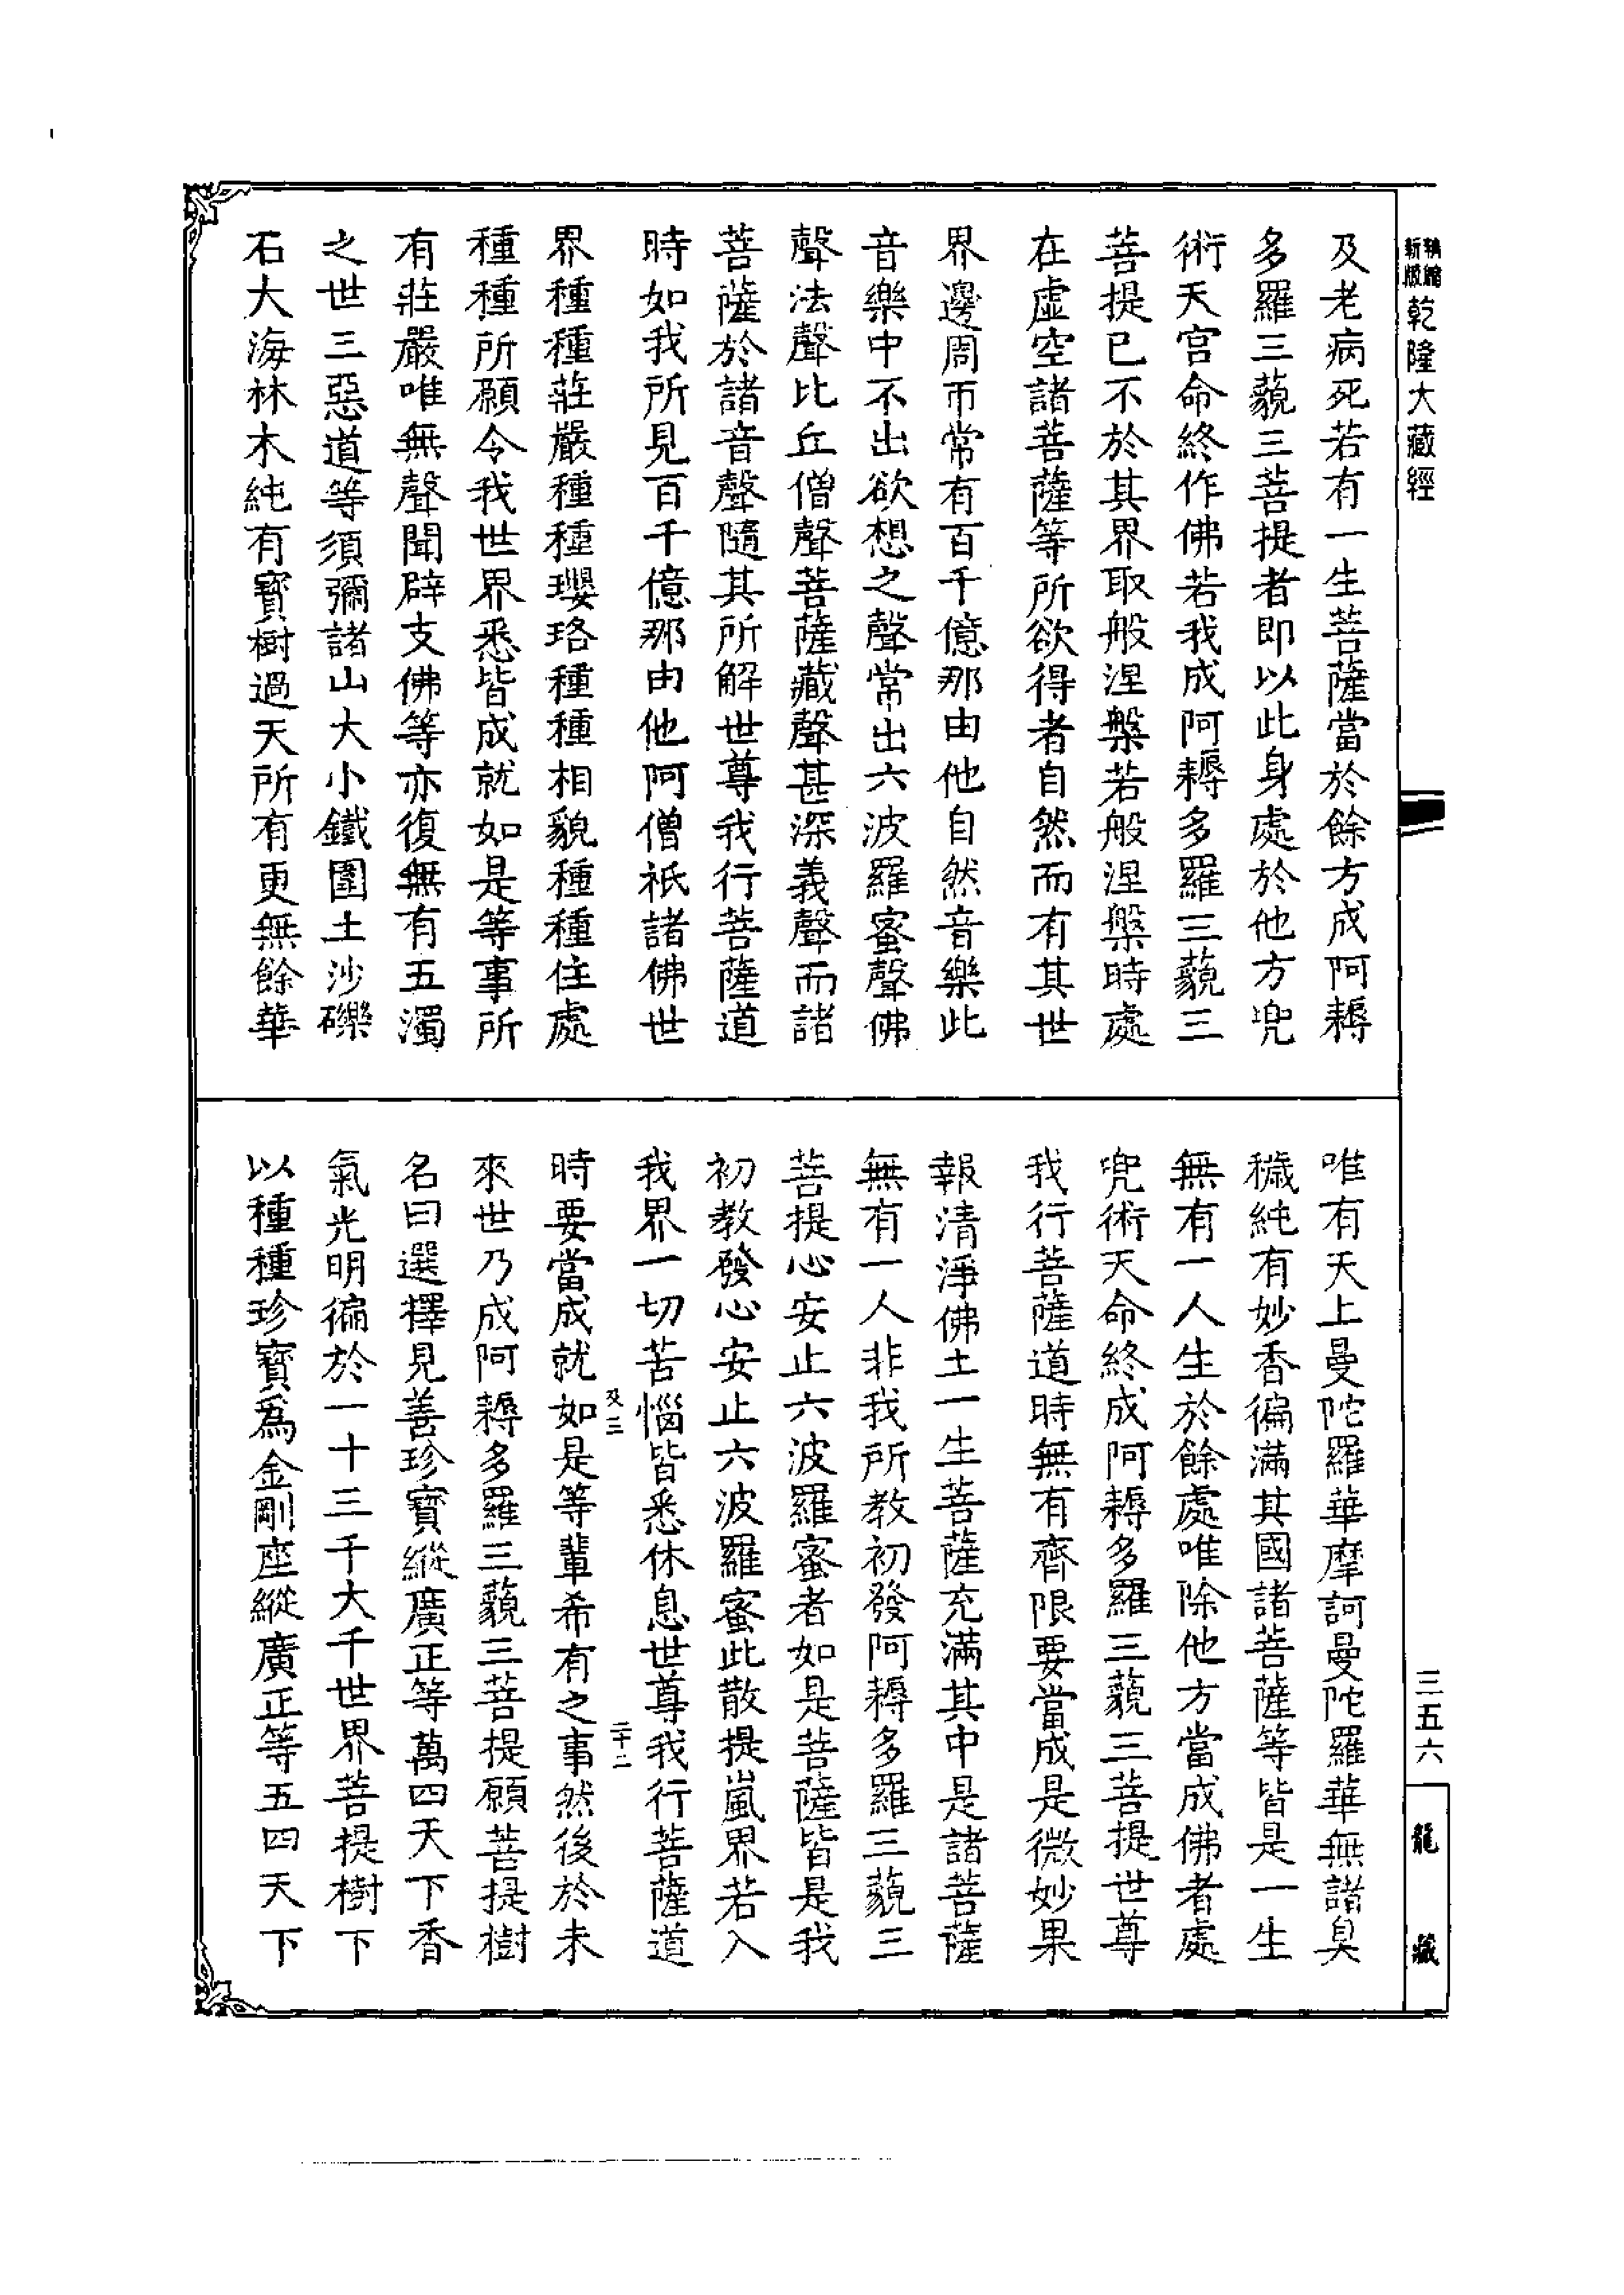 乾隆大藏經
及老病死若有一生菩薩當於餘方成阿耨
多羅三藐三菩提者即以此身處於他方兜
術天宮命終作佛若我成阿耨多羅三藐三
菩提已不於其界取般涅槃若般涅槃時處
在虛空諸菩薩等所欲得者自然而有其世
界邊周帀常有百千億那由他自然音樂此
音樂中不出欲想之聲常出六波羅蜜聲佛
聲法聲比丘僧聲菩薩藏聲甚深義聲而諸
菩薩於諸音聲隨其所解世尊我行菩薩道
時如我所見百千億那由他阿僧祇諸佛世
界種種莊嚴種種瓔珞種種相貌種種住處
種種所願令我世界悉皆成就如是等事所
有莊嚴唯無聲聞辟支佛等亦復無有五濁
之世三惡道等須彌諸山大小鐵圍土沙礫
石大海林木純有寶樹過天所有更無餘華
唯有天上曼陀羅華摩訶曼陀羅華無諸臭
穢純有妙香徧滿其國諸菩薩等皆是一生
無有一人生於餘處唯除他方當成佛者處
兜術天命終成阿耨多羅三藐三菩提世尊
我行菩薩道時無有齊限要當成是微妙果
報清淨佛土一生菩薩充滿其中是諸菩薩
無有一人非我所教初發阿耨多羅三藐三
菩提心安止六波羅蜜者如是菩薩皆是我
初教發心安止六波羅蜜此散提嵐界若入
我界一切苦惱皆悉休息世尊我行菩薩道
時要當成就如是等輩希有之事然後於未
來世乃成阿耨多羅三藐三菩提願菩提樹
名曰選擇見善珍寶縱廣正等萬四天下香
氣光明徧於一十三千大千世界菩提樹下
以種種珍寶爲金剛座縱廣正等五四天下
三五六
龍藏